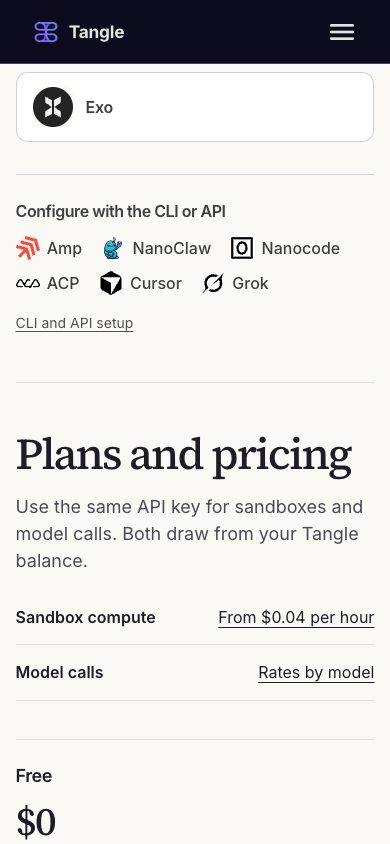 Tangle
Exo
Configure with the CLI or API
Amp NanoClaw Nanocode
ACP Cursor Grok
CLI and API setup
Plans and pricing
Use the same API key for sandboxes and
model calls. Both draw from your Tangle
balance.
Sandbox compute From $0.04 per hour
Model calls Rates by model
Free
$0